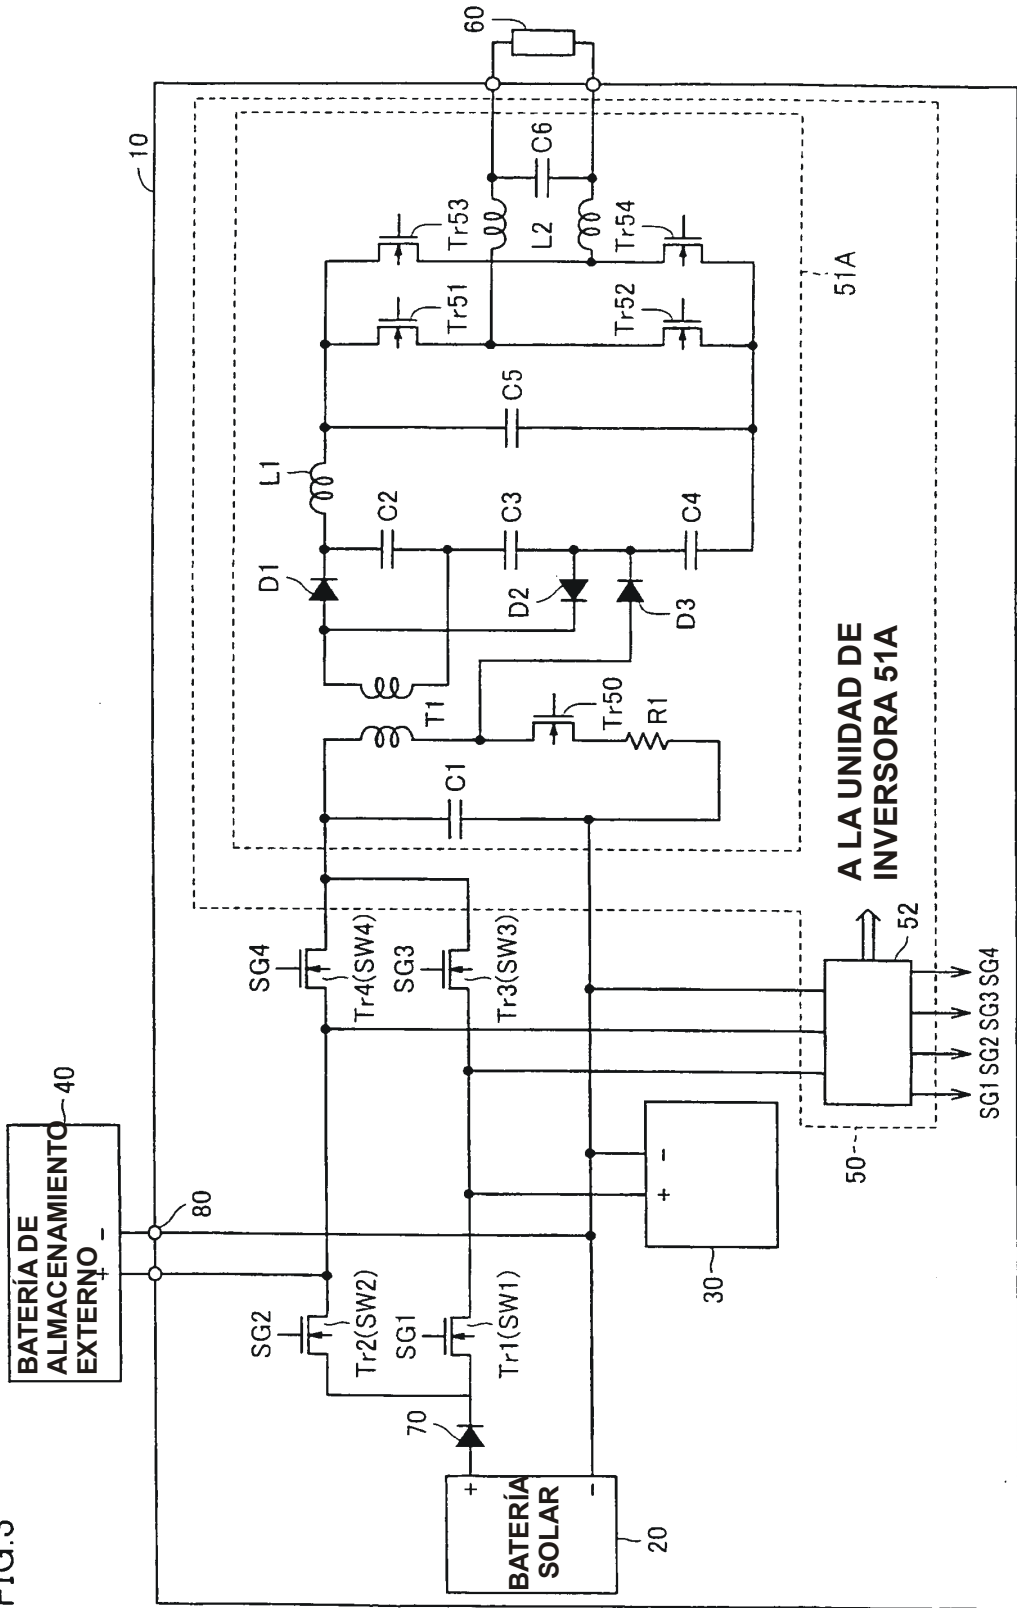 FIG.3
BATERÍA DE
ALMACENAMIENTO
EXTERNO
+ -
40
80
10
60
SG2
Tr2(SW2)
SG1
Tr1(SW1)
SG4
Tr4(SW4)
SG3
Tr3(SW3)
70
+
BATERÍA
SOLAR
-
20
+ -
30
C1
T1
Tr50
R1
D1
D2
D3
L1
C2
C3
C4
C5
Tr51
Tr52
Tr53
Tr54
L2
C6
51A
A LA UNIDAD DE
INVERSORA 51A
52
50
SG1 SG2 SG3 SG4